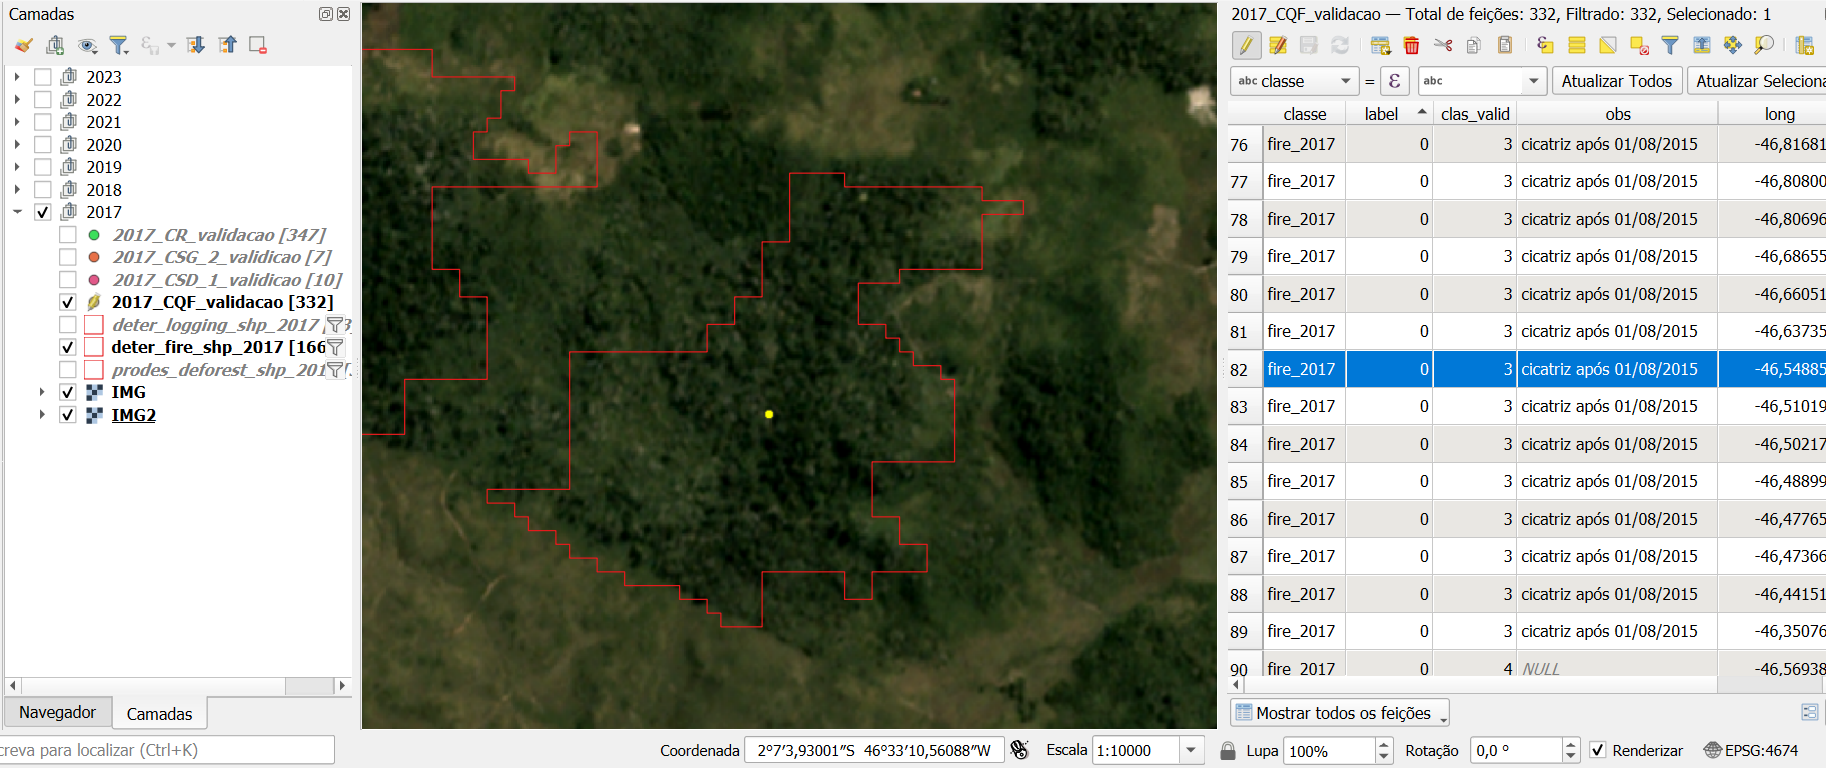 Camadas
2023
2022
2021
2020
2019
2018
2017
2017_CR_validacao [347]
2017_CSG_2_validicao [7]
2017_CSD_1_validicao [10]
2017_CQF_validacao [332]
deter_logging_shp_2017
deter_fire_shp_2017 [166
prodes_deforest_shp_201
IMG
IMG2
Navegador
Camadas
creva para localizar (Ctrl+K)
Coordenada 2°7′3,93001″S 46°33′10,56088″W
Escala 1:10000
Lupa 100%
Rotação 0,0 °
Renderizar
EPSG:4674
2017_CQF_validacao — Total de feições: 332, Filtrado: 332, Selecionado: 1
abc classe = ε abc Atualizar Todos Atualizar Seleciona
classe label clas_valid obs long
76 fire_2017 0 3 cicatriz após 01/08/2015 -46,81681
77 fire_2017 0 3 cicatriz após 01/08/2015 -46,80800
78 fire_2017 0 3 cicatriz após 01/08/2015 -46,80696
79 fire_2017 0 3 cicatriz após 01/08/2015 -46,68655
80 fire_2017 0 3 cicatriz após 01/08/2015 -46,66051
81 fire_2017 0 3 cicatriz após 01/08/2015 -46,63735
82 fire_2017 0 3 cicatriz após 01/08/2015 -46,54885
83 fire_2017 0 3 cicatriz após 01/08/2015 -46,51019
84 fire_2017 0 3 cicatriz após 01/08/2015 -46,50217
85 fire_2017 0 3 cicatriz após 01/08/2015 -46,48899
86 fire_2017 0 3 cicatriz após 01/08/2015 -46,47765
87 fire_2017 0 3 cicatriz após 01/08/2015 -46,47366
88 fire_2017 0 3 cicatriz após 01/08/2015 -46,44151
89 fire_2017 0 3 cicatriz após 01/08/2015 -46,35076
90 fire_2017 0 4 NULL -46,56938
Mostrar todos os feições